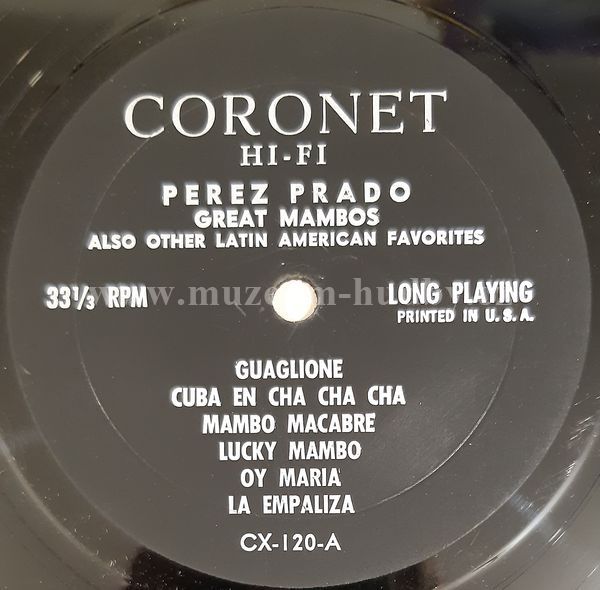 CORONET
HI-FI
PEREZ PRADO
GREAT MAMBOS
ALSO OTHER LATIN AMERICAN FAVORITES
33⅓ RPM
LONG PLAYING
PRINTED IN U.S.A.
GUAGLIONE
CUBA EN CHA CHA CHA
MAMBO MACABRE
LUCKY MAMBO
OY MARIA
LA EMPALIZA
CX-120-A